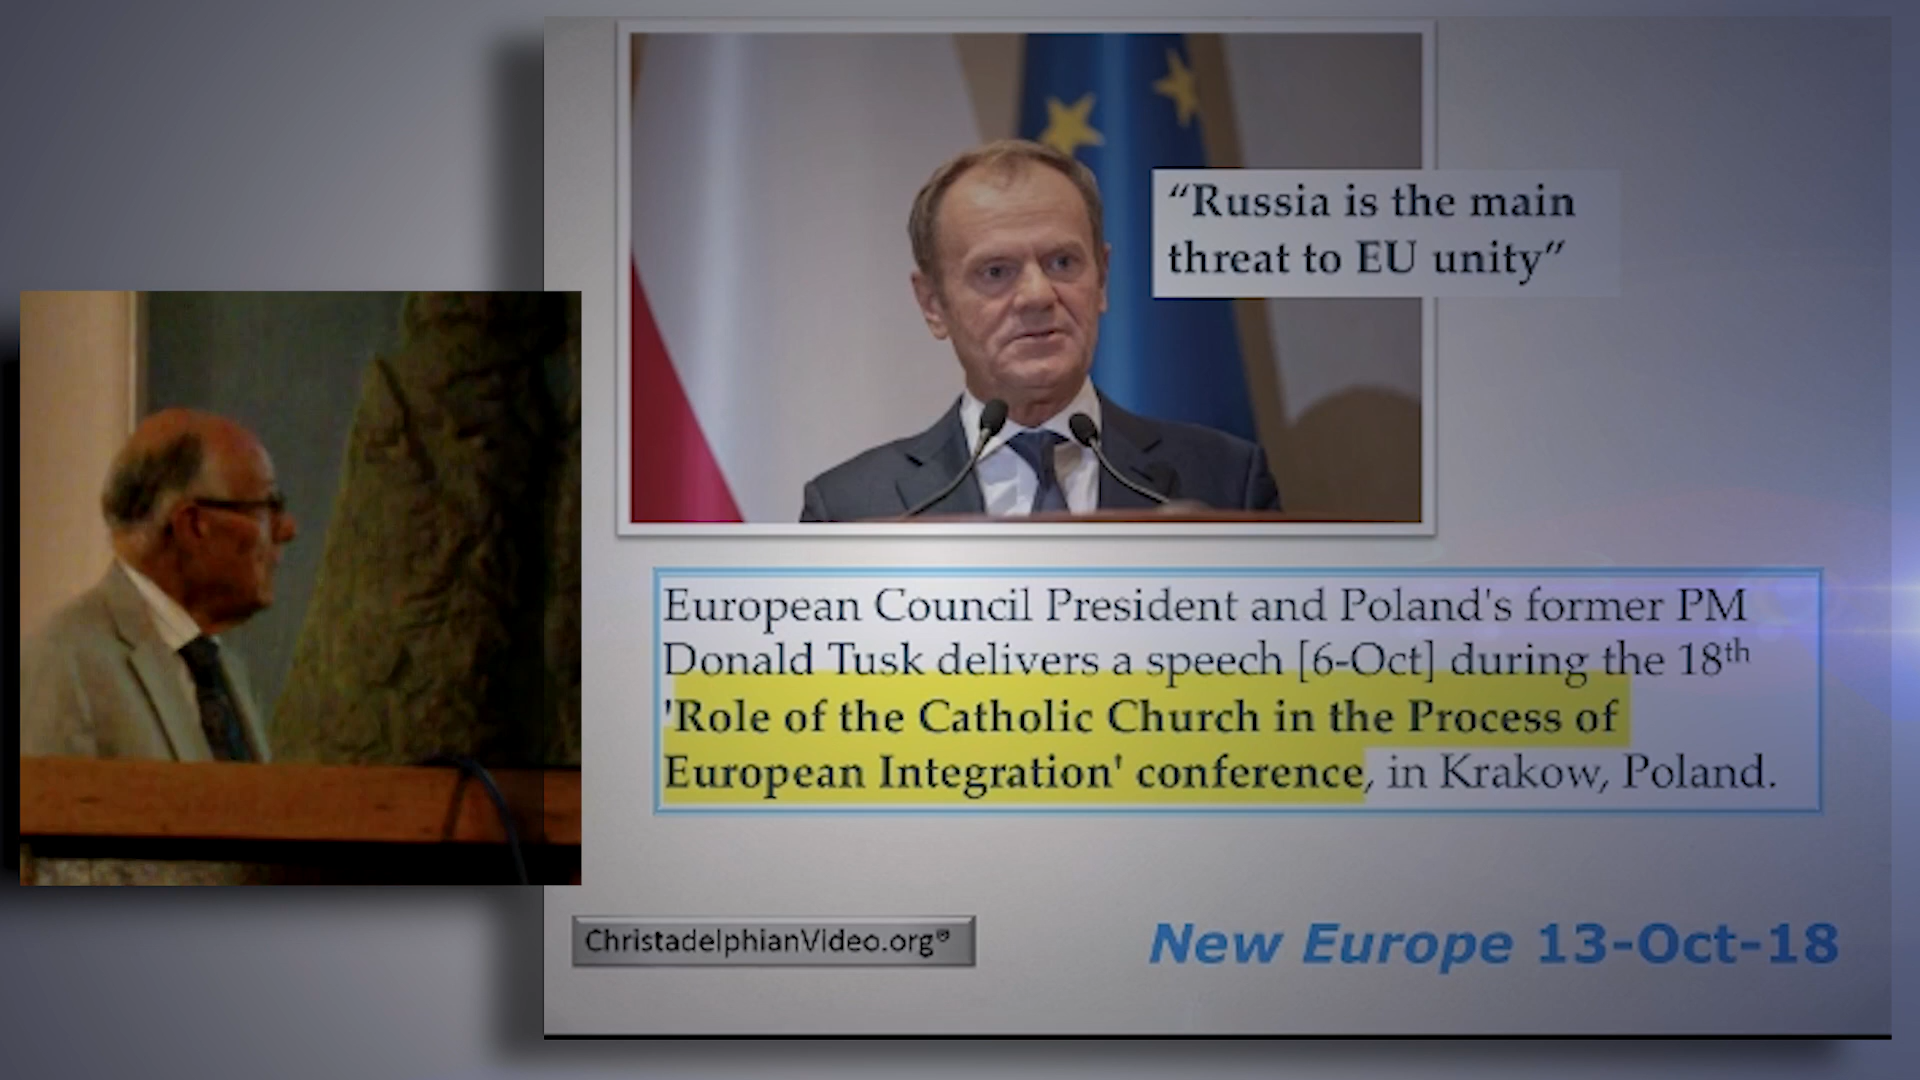 “Russia is the main
threat to EU unity”
European Council President and Poland's former PM
Donald Tusk delivers a speech [6-Oct] during the 18th
'Role of the Catholic Church in the Process of
European Integration' conference, in Krakow, Poland.
ChristadelphianVideo.org®
New Europe 13-Oct-18